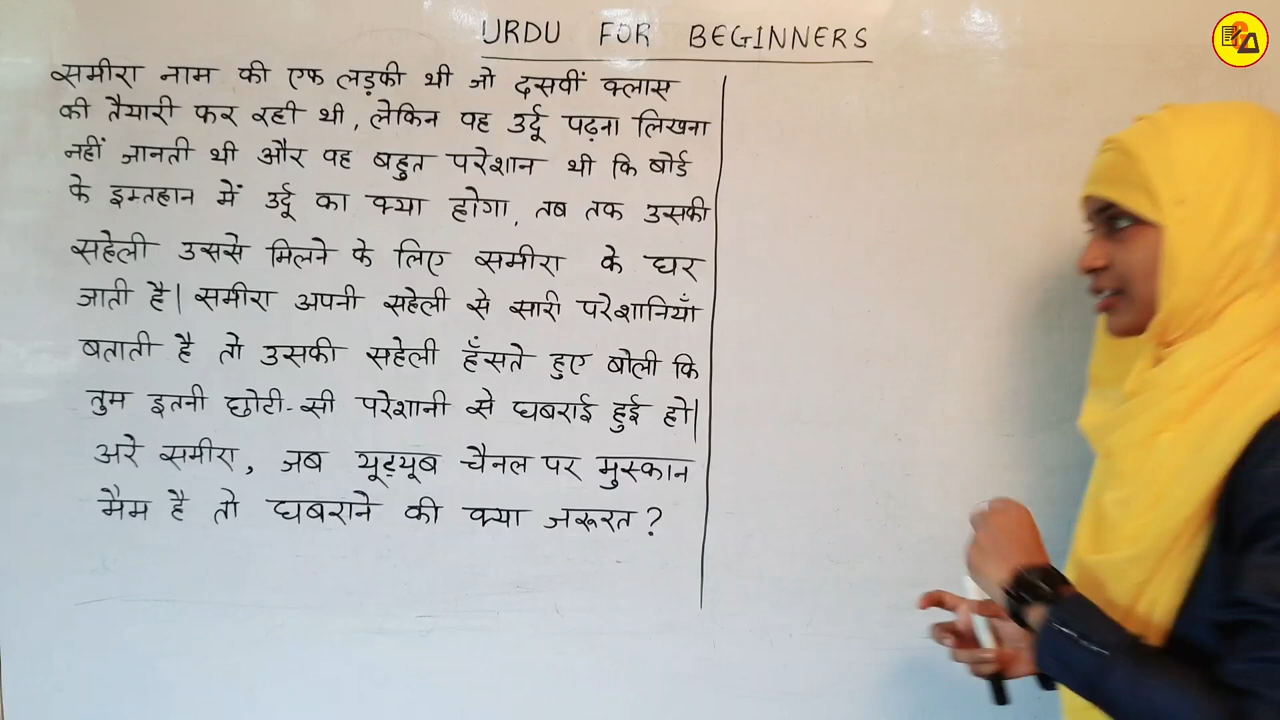 URDU FOR BEGINNERS
समीरा नाम की एक लड़की थी जो दसवीं क्लास
की तैयारी कर रही थी, लेकिन वह उर्दू पढ़ना लिखना
नहीं जानती थी और वह बहुत परेशान थी कि बोर्ड
के इम्तहान में उर्दू का क्या होगा, तब तक उसकी
सहेली उससे मिलने के लिए समीरा के घर
जाती है। समीरा अपनी सहेली से सारी परेशानियाँ
बताती है तो उसकी सहेली हँसते हुए बोली कि
तुम इतनी छोटी-सी परेशानी से घबराई हुई हो।
अरे समीरा, जब यूट्यूब चैनल पर मुस्कान
मैम है तो घबराने की क्या जरूरत ?